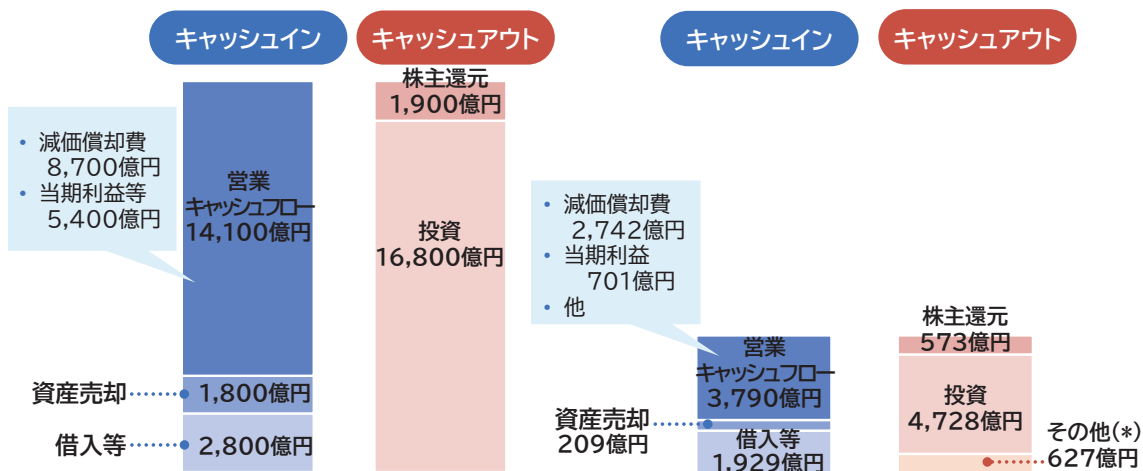 キャッシュイン
キャッシュアウト
株主還元
1,900億円
• 減価償却費
8,700億円
• 当期利益等
5,400億円
営業
キャッシュフロー
14,100億円
投資
16,800億円
資産売却
1,800億円
借入等
2,800億円
キャッシュイン
キャッシュアウト
• 減価償却費
2,742億円
• 当期利益
701億円
• 他
営業
キャッシュフロー
3,790億円
資産売却
209億円
借入等
1,929億円
株主還元
573億円
投資
4,728億円
その他(*)
627億円